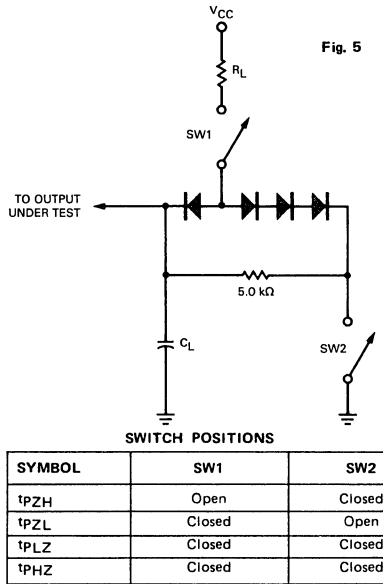 VCC
Fig. 5
RL
SW1
TO OUTPUT
UNDER TEST
5.0 kΩ
CL
SW2
SWITCH POSITIONS
SYMBOL SW1 SW2
tPZH Open Closed
tPZL Closed Open
tPLZ Closed Closed
tPHZ Closed Closed